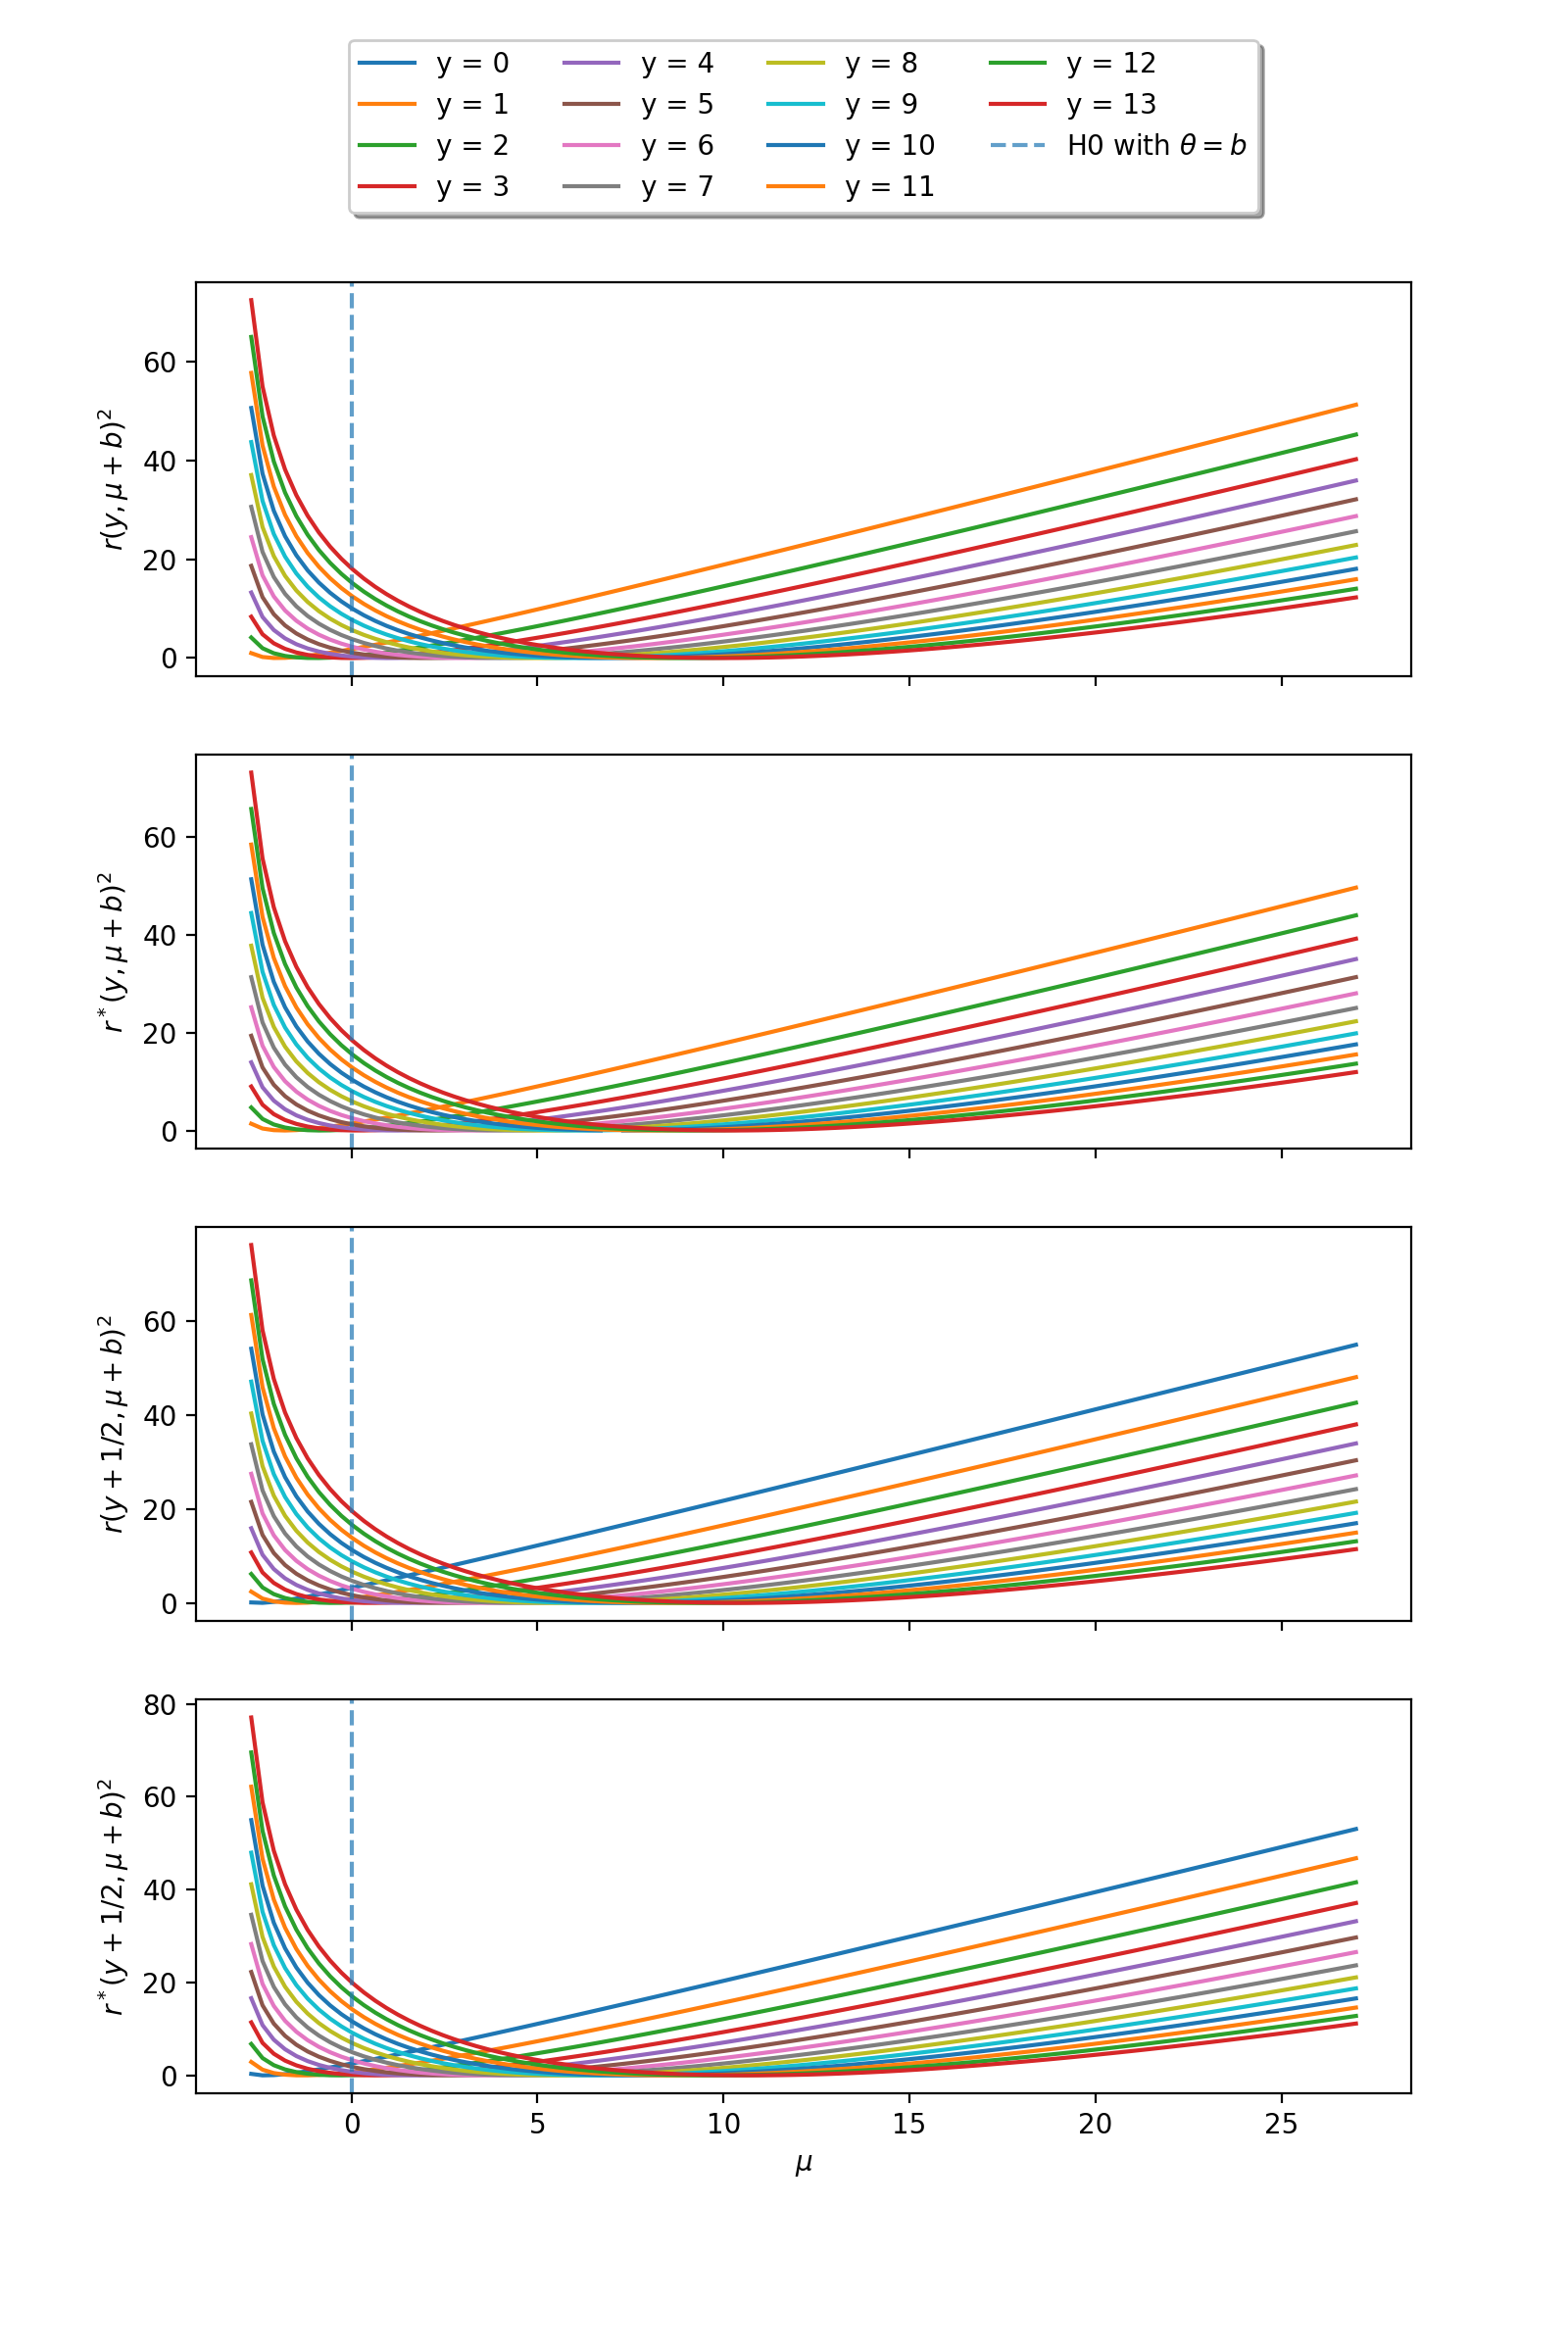 y = 0 y = 4 y = 8 y = 12
y = 1 y = 5 y = 9 y = 13
y = 2 y = 6 y = 10 H0 with θ = b
y = 3 y = 7 y = 11
r(y, μ + b)²
60
40
20
0
r*(y, μ + b)²
60
40
20
0
r(y + 1/2, μ + b)²
60
40
20
0
r*(y + 1/2, μ + b)²
80
60
40
20
0
0 5 10 15 20 25
μ